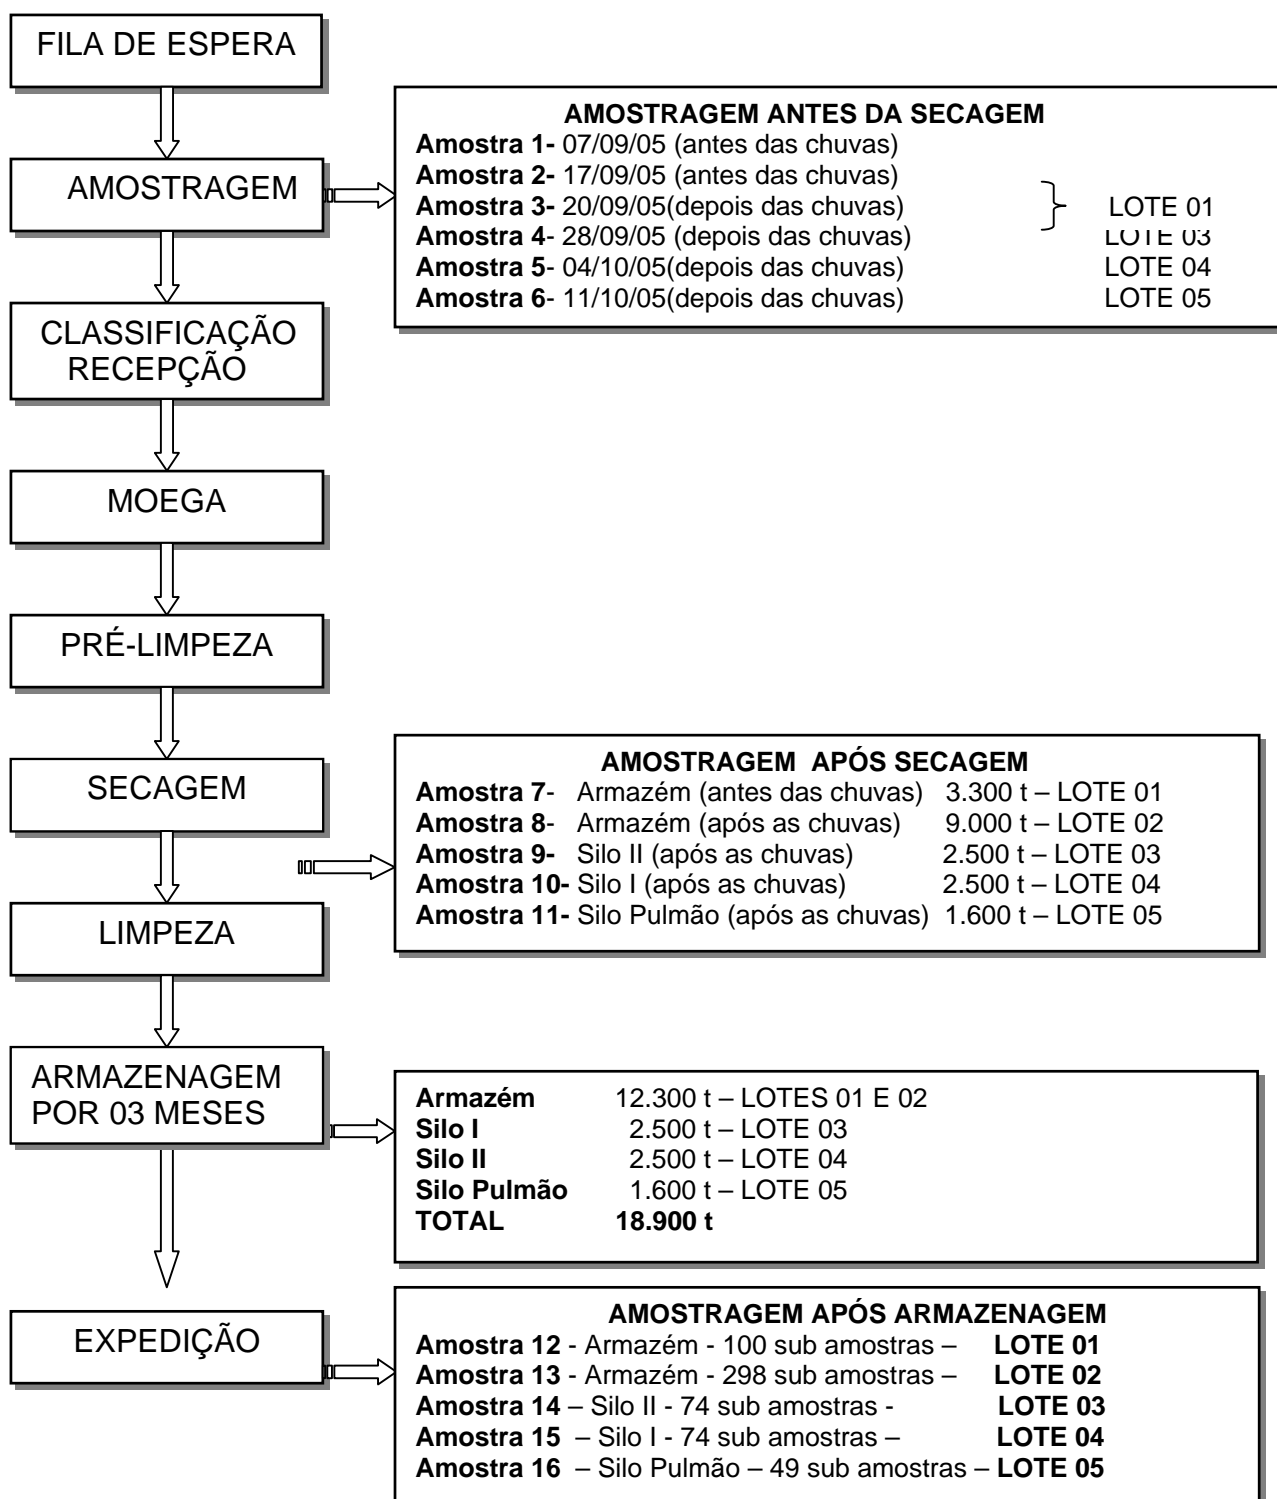 FILA DE ESPERA
AMOSTRAGEM ANTES DA SECAGEM
Amostra 1- 07/09/05 (antes das chuvas)
Amostra 2- 17/09/05 (antes das chuvas)
Amostra 3- 20/09/05(depois das chuvas) LOTE 01
Amostra 4- 28/09/05 (depois das chuvas) LOTE 03
Amostra 5- 04/10/05(depois das chuvas) LOTE 04
Amostra 6- 11/10/05(depois das chuvas) LOTE 05
AMOSTRAGEM
CLASSIFICAÇÃO
RECEPÇÃO
MOEGA
PRÉ-LIMPEZA
SECAGEM
AMOSTRAGEM APÓS SECAGEM
Amostra 7- Armazém (antes das chuvas) 3.300 t – LOTE 01
Amostra 8- Armazém (após as chuvas) 9.000 t – LOTE 02
Amostra 9- Silo II (após as chuvas) 2.500 t – LOTE 03
Amostra 10- Silo I (após as chuvas) 2.500 t – LOTE 04
Amostra 11- Silo Pulmão (após as chuvas) 1.600 t – LOTE 05
LIMPEZA
ARMAZENAGEM
POR 03 MESES
Armazém 12.300 t – LOTES 01 E 02
Silo I 2.500 t – LOTE 03
Silo II 2.500 t – LOTE 04
Silo Pulmão 1.600 t – LOTE 05
TOTAL 18.900 t
EXPEDIÇÃO
AMOSTRAGEM APÓS ARMAZENAGEM
Amostra 12 - Armazém - 100 sub amostras – LOTE 01
Amostra 13 - Armazém - 298 sub amostras – LOTE 02
Amostra 14 – Silo II - 74 sub amostras - LOTE 03
Amostra 15 – Silo I - 74 sub amostras – LOTE 04
Amostra 16 – Silo Pulmão – 49 sub amostras – LOTE 05